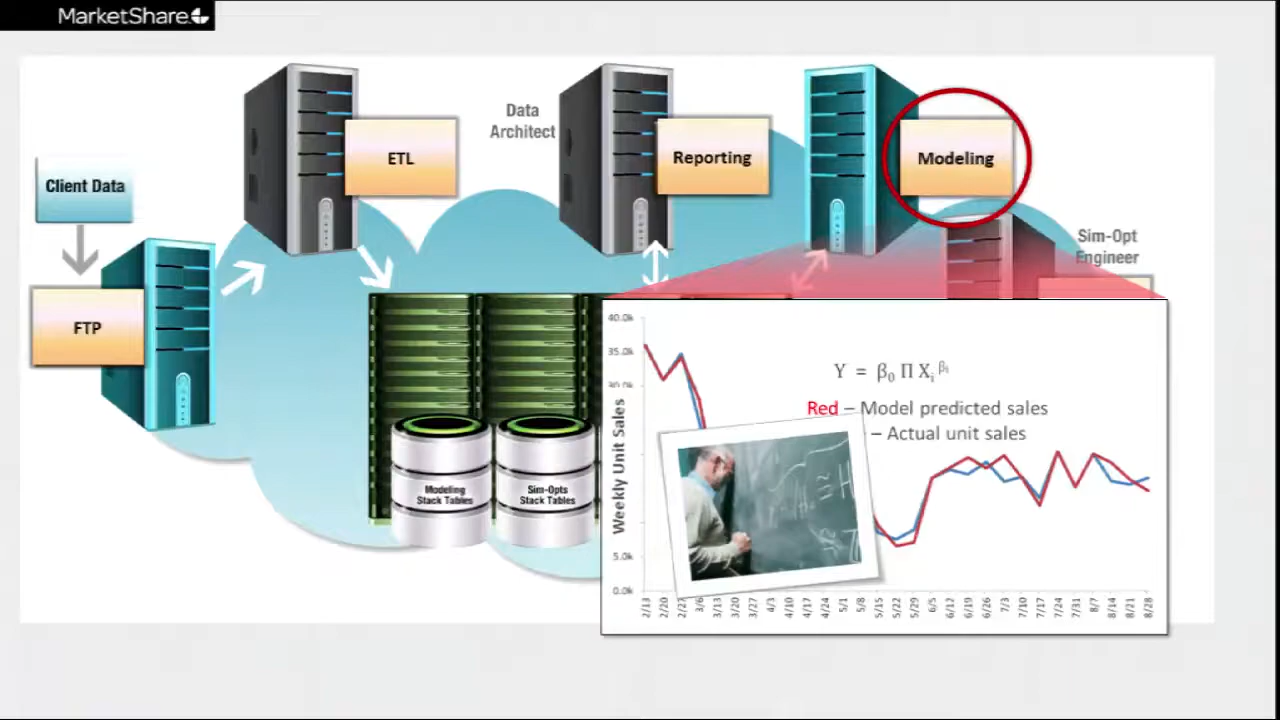 MarketShare
Client Data
FTP
ETL
Data
Architect
Reporting
Modeling
Sim-Opt
Engineer
Modeling
Stack Tables
Sim-Opts
Stack Tables
Y = β₀ Π Xᵢ ^βᵢ
Red – Model predicted sales
– Actual unit sales
Weekly Unit Sales
40.0k
35.0k
30.0k
5.0k
0.0k
2/13
2/20
2/27
3/6
3/13
3/20
3/27
4/3
4/10
4/17
4/24
5/1
5/8
5/15
5/22
5/29
6/5
6/12
6/19
6/26
7/3
7/10
7/17
7/24
7/31
8/7
8/14
8/21
8/28